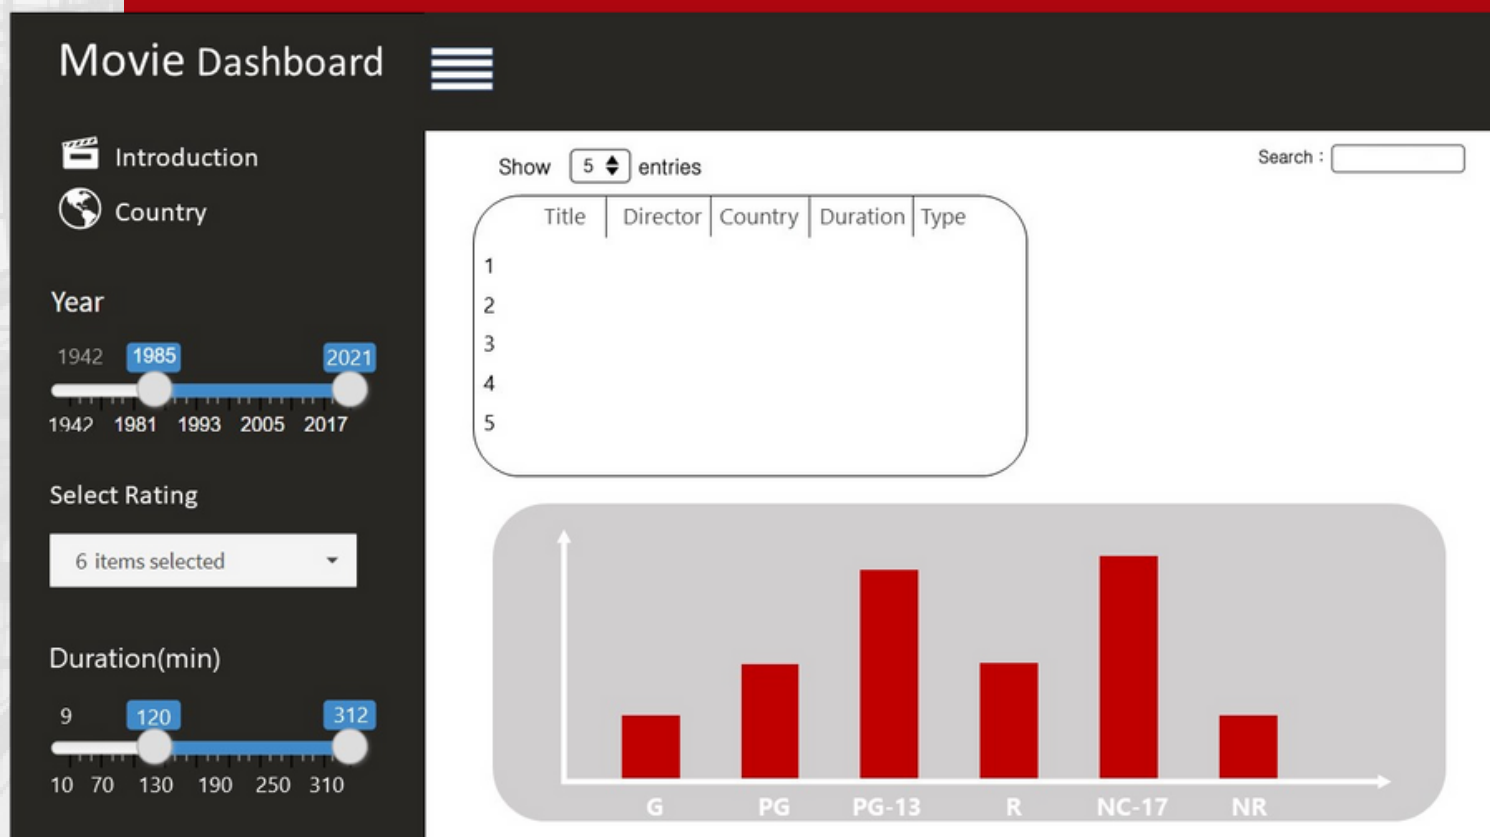 Movie Dashboard
Introduction
Country
Year
1942 1985 2021
1942 1981 1993 2005 2017
Select Rating
6 items selected
Duration(min)
9 120 312
10 70 130 190 250 310
Show 5 entries
Search :
Title Director Country Duration Type
1
2
3
4
5
G PG PG-13 R NC-17 NR